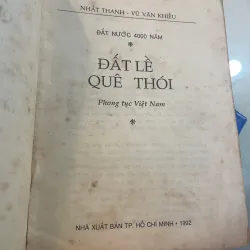 NHẤT THANH - VŨ VĂN KHIẾU
ĐẤT NƯỚC 4000 NĂM
*
ĐẤT LỀ
QUÊ THÓI
Phong tục Việt Nam
*
NHÀ XUẤT BẢN TP. HỒ CHÍ MINH • 1992